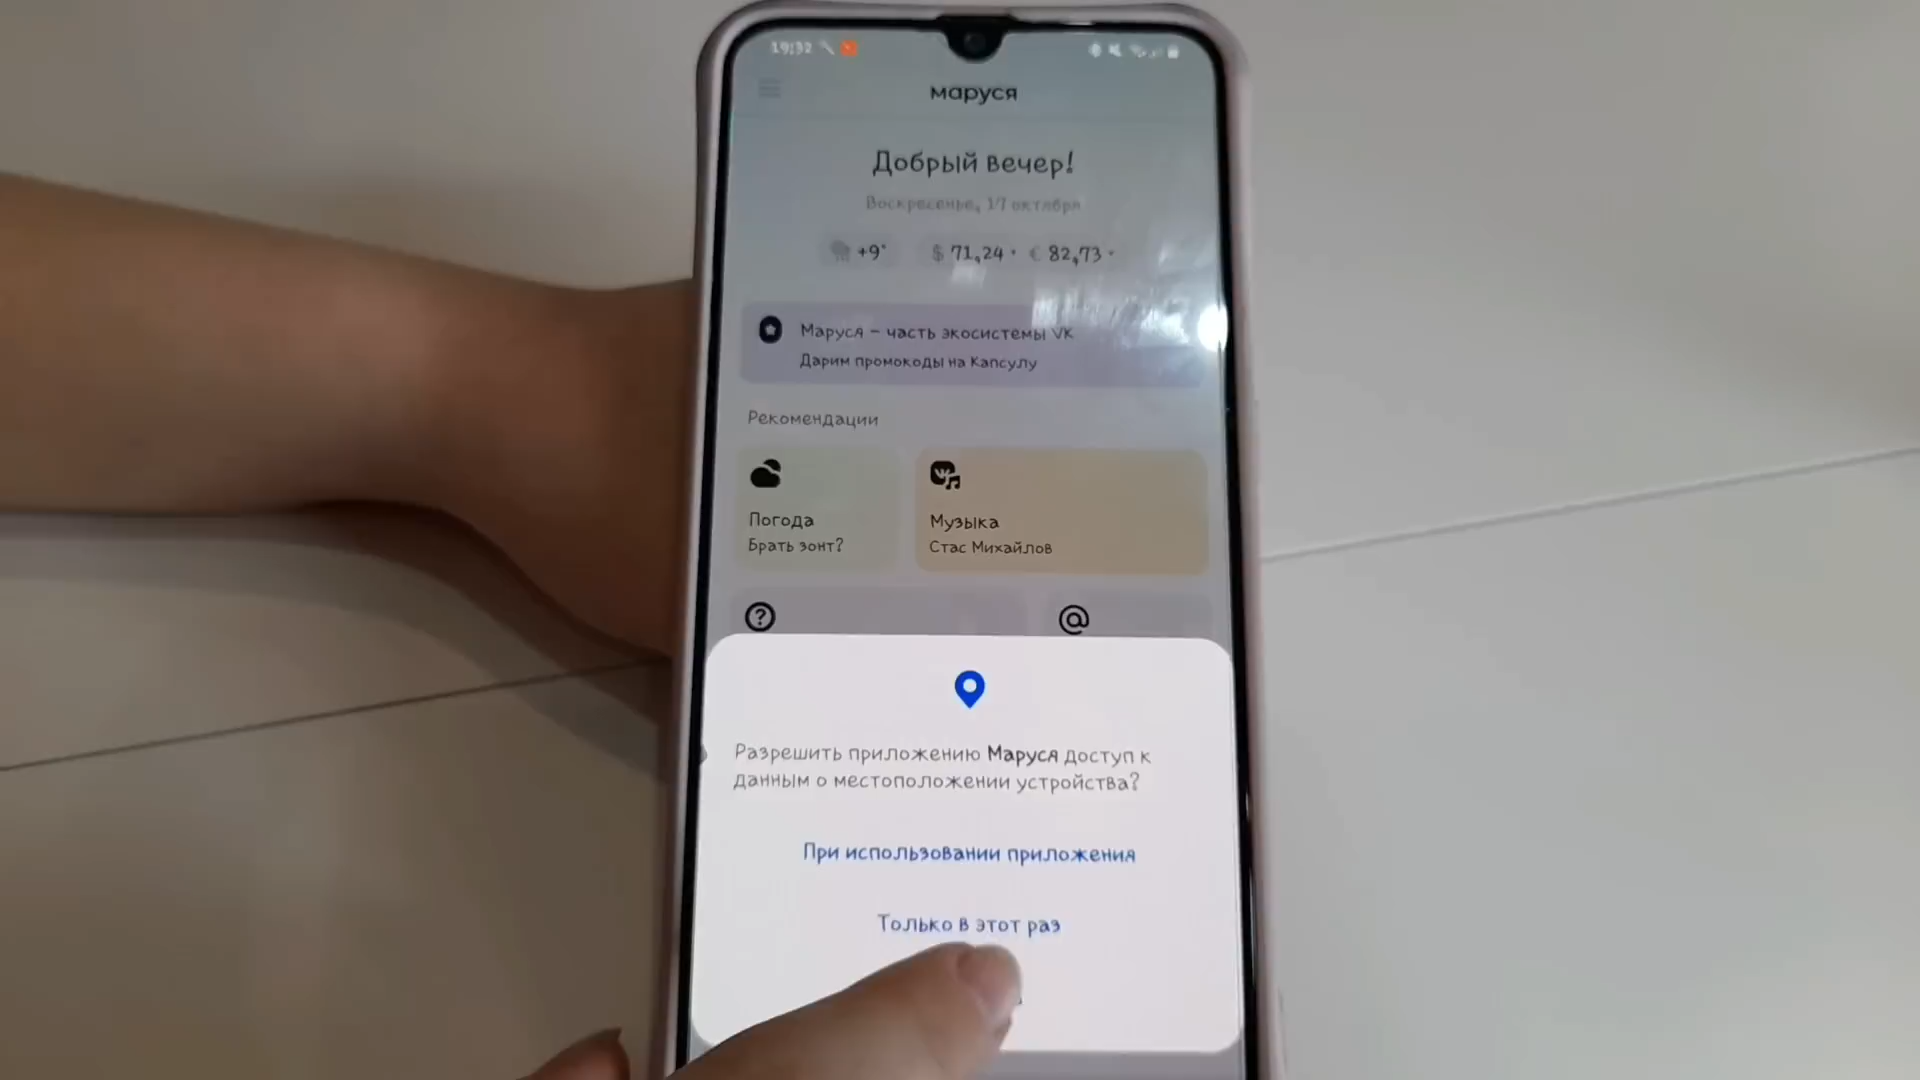 19:32
маруся
Добрый вечер!
Воскресенье, 17 октября
+9° $ 71,24 • € 82,73 •
Маруся – часть экосистемы VK
Дарим промокоды на Капсулу
Рекомендации
Погода
Брать зонт?
Музыка
Стас Михайлов
Разрешить приложению Маруся доступ к
данным о местоположении устройства?
При использовании приложения
Только в этот раз